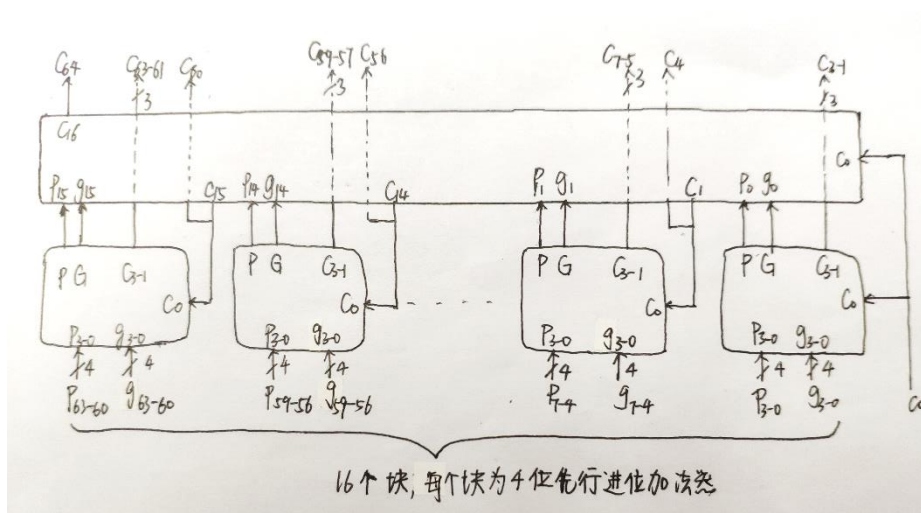 C64 C63-61 C60 C59-57 C56 C7-5 C4 C3-1
3 3 3 3
C16
C0
P15 g15 C15 P14 g14 C14 P1 g1 C1 P0 g0
P G C3-1 P G C3-1 P G C3-1 P G C3-1
C0 C0 C0 C0
P3-0 g3-0 P3-0 g3-0 P3-0 g3-0 P3-0 g3-0
4 4 4 4 4 4 4 4
P63-60 g63-60 P59-56 g59-56 P7-4 g7-4 P3-0 g3-0
16个块,每个块为4位先行进位加法器